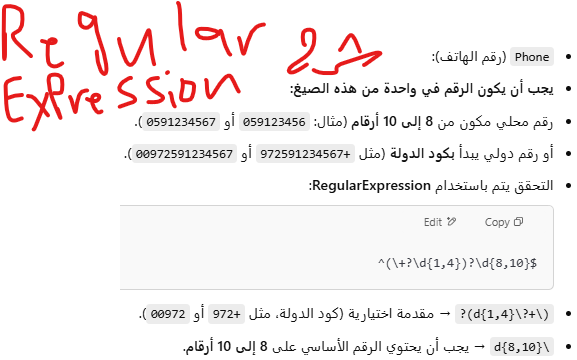 Regular
Expression
Phone (رقم الهاتف):
يجب أن يكون الرقم في واحدة من هذه الصيغ:
رقم محلي مكون من 8 إلى 10 أرقام (مثال: 059123456 أو 0591234567).
أو رقم دولي يبدأ بكود الدولة (مثل +972591234567 أو 00972591234567).
التحقق يتم باستخدام RegularExpression:
Copy Edit
^(\+?\d{1,4})?\d{8,10}$
(\+?\d{1,4})? → مقدمة اختيارية (كود الدولة، مثل +972 أو 00972).
\d{8,10} → يجب أن يحتوي الرقم الأساسي على 8 إلى 10 أرقام.